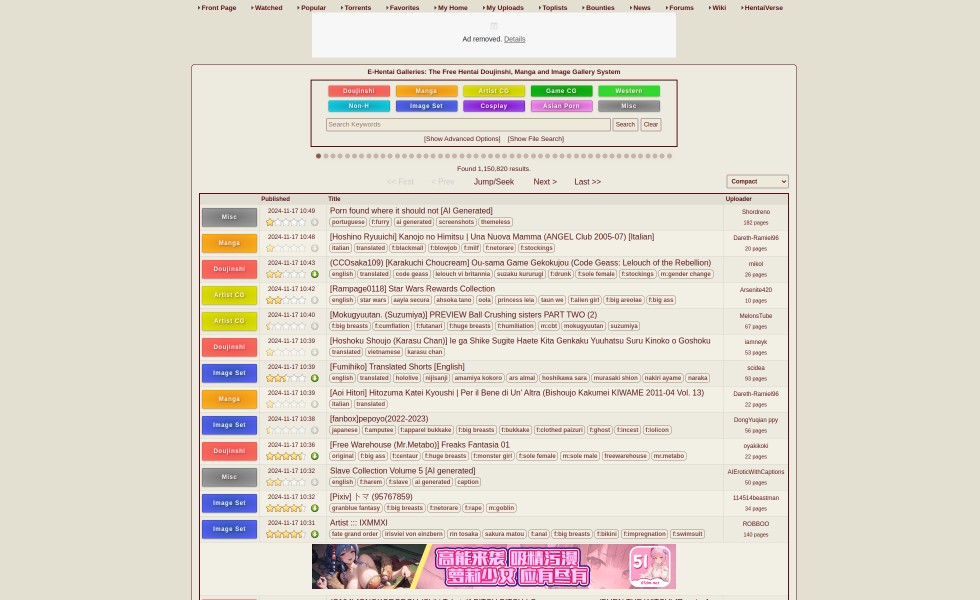 Front Page Watched Popular Torrents Favorites My Home My Uploads Toplists Bounties News Forums Wiki HentaiVerse
Ad removed. Details
E-Hentai Galleries: The Free Hentai Doujinshi, Manga and Image Gallery System
Doujinshi Manga Artist CG Game CG Western
Non-H Image Set Cosplay Asian Porn Misc
Search Keywords Search Clear
[Show Advanced Options] [Show File Search]
Found 1,150,820 results.
<< First < Prev Jump/Seek Next > Last >> Compact
Published Title Uploader
Misc 2024-11-17 10:49 Porn found where it should not [AI Generated] Shordreno
portuguese f:furry ai generated screenshots themeless 182 pages
Manga 2024-11-17 10:48 [Hoshino Ryuuichi] Kanojo no Himitsu | Una Nuova Mamma (ANGEL Club 2005-07) [Italian] Dareth-Ramiel96
italian translated f:blackmail f:blowjob f:milf f:netorare f:stockings 20 pages
Doujinshi 2024-11-17 10:43 (CCOsaka109) [Karakuchi Choucream] Ou-sama Game Gekokujou (Code Geass: Lelouch of the Rebellion) mikoi
english translated code geass lelouch vi britannia suzaku kururugi f:drunk f:sole female f:stockings m:gender change 26 pages
Artist CG 2024-11-17 10:42 [Rampage0118] Star Wars Rewards Collection Arsenite420
english star wars aayla secura ahsoka tano oola princess leia taun we f:alien girl f:big areolae f:big ass 10 pages
Artist CG 2024-11-17 10:40 [Mokugyuutan. (Suzumiya)] PREVIEW Ball Crushing sisters PART TWO (2) MelonsTube
f:big breasts f:cumflation f:futanari f:huge breasts f:humiliation m:cbt mokugyuutan suzumiya 67 pages
Doujinshi 2024-11-17 10:39 [Hoshoku Shoujo (Karasu Chan)] Ie ga Shike Sugite Haete Kita Genkaku Yuuhatsu Suru Kinoko o Goshoku iamneyk
translated vietnamese karasu chan 53 pages
Image Set 2024-11-17 10:39 [Fumihiko] Translated Shorts [English] scidea
english translated hololive nijisanji amamiya kokoro ars almal hoshikawa sara murasaki shion nakiri ayame naraka 93 pages
Manga 2024-11-17 10:39 [Aoi Hitori] Hitozuma Katei Kyoushi | Per il Bene di Un' Altra (Bishoujo Kakumei KIWAME 2011-04 Vol. 13) Dareth-Ramiel96
italian translated 22 pages
Image Set 2024-11-17 10:38 [fanbox]pepoyo(2022-2023) DongYuqian ppy
japanese f:amputee f:apparel bukkake f:big breasts f:bukkake f:clothed paizuri f:ghost f:incest f:lolicon 56 pages
Doujinshi 2024-11-17 10:36 [Free Warehouse (Mr.Metabo)] Freaks Fantasia 01 oyakikoki
original f:big ass f:centaur f:huge breasts f:monster girl f:sole female m:sole male freewarehouse mr.metabo 22 pages
Misc 2024-11-17 10:32 Slave Collection Volume 5 [AI generated] AIEroticWithCaptions
english f:harem f:slave ai generated caption 50 pages
Image Set 2024-11-17 10:32 [Pixiv] トマ (95767859) 114514beastman
granblue fantasy f:big breasts f:netorare f:rape m:goblin 34 pages
Image Set 2024-11-17 10:31 Artist ::: IXMMXI ROBBOO
fate grand order irisviel von einzbern rin tosaka sakura matou f:anal f:big breasts f:bikini f:impregnation f:swimsuit 140 pages
高能来袭 吸精污漫
萝莉少女 应有尽有